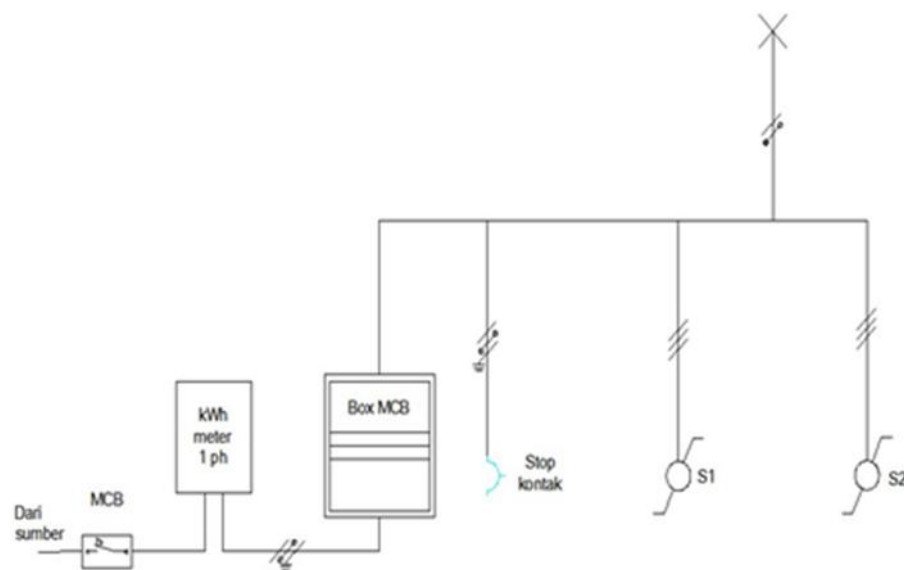 Box MCB
kWh
meter
1 ph
Stop
kontak
S1
S2
MCB
Dari
sumber